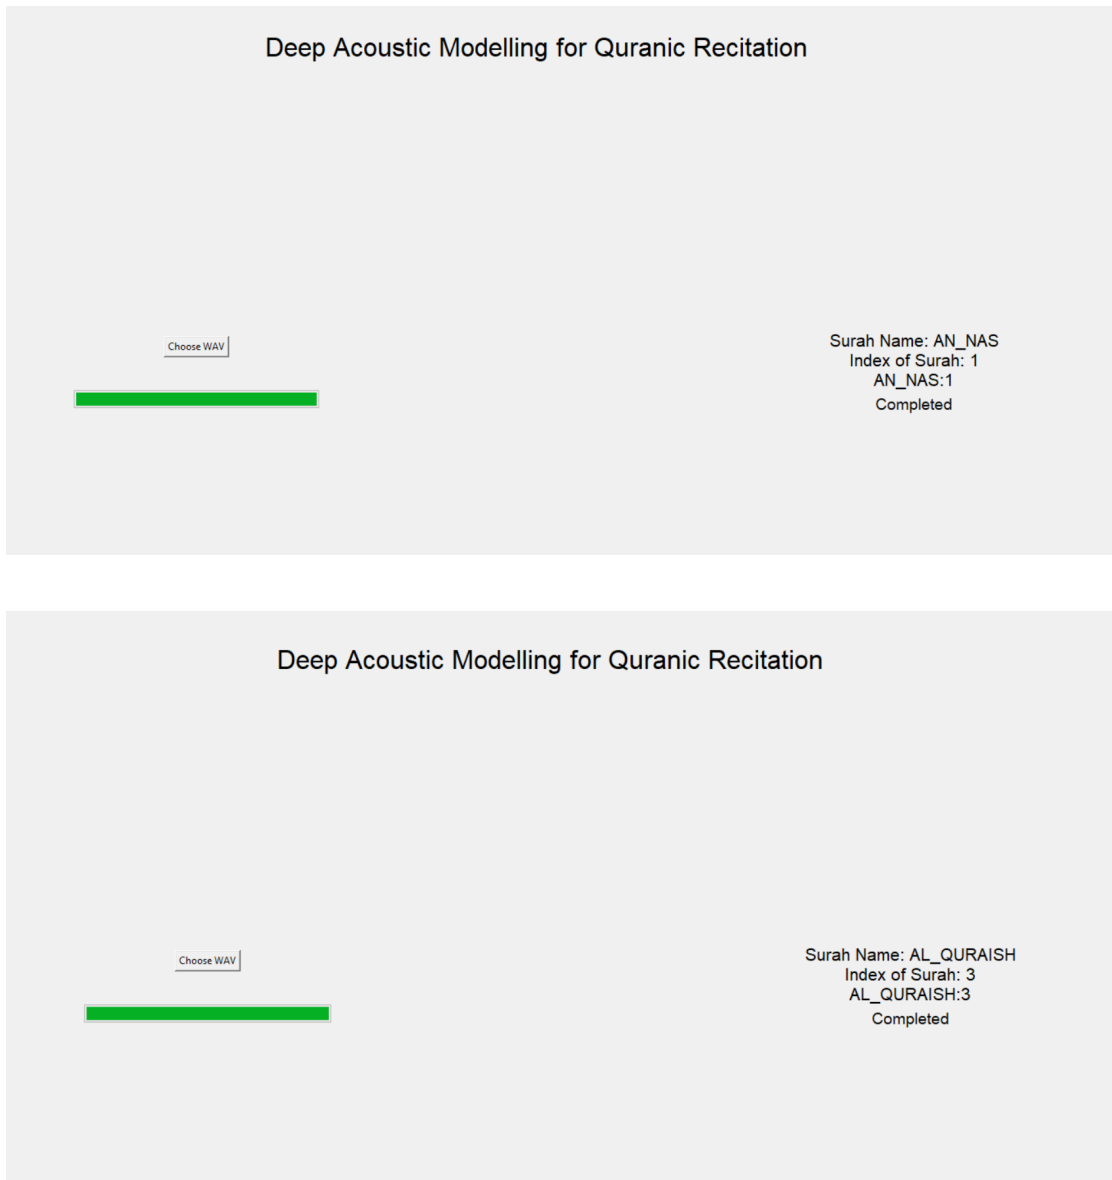 Deep Acoustic Modelling for Quranic Recitation
Choose WAV
Surah Name: AN_NAS
Index of Surah: 1
AN_NAS:1
Completed
Deep Acoustic Modelling for Quranic Recitation
Choose WAV
Surah Name: AL_QURAISH
Index of Surah: 3
AL_QURAISH:3
Completed